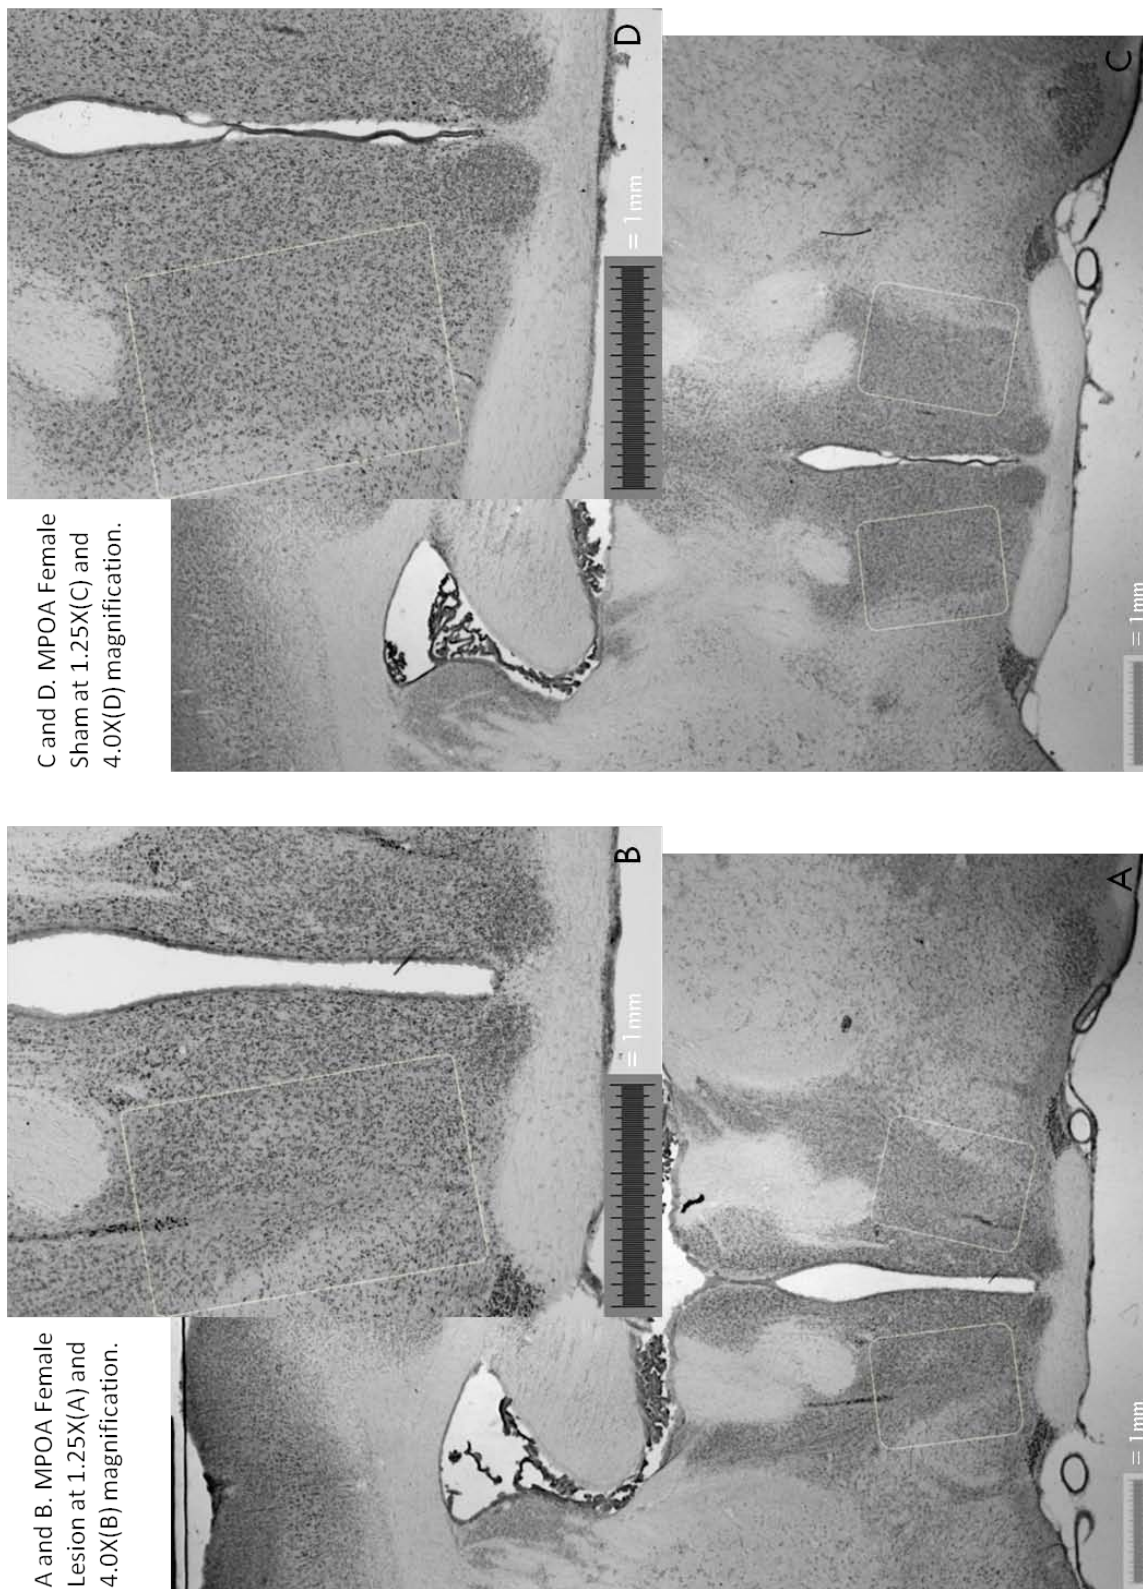 A and B. MPOA Female
Lesion at 1.25X(A) and
4.0X(B) magnification.
B
= 1mm
A
= 1mm
C and D. MPOA Female
Sham at 1.25X(C) and
4.0X(D) magnification.
D
= 1mm
C
= 1mm